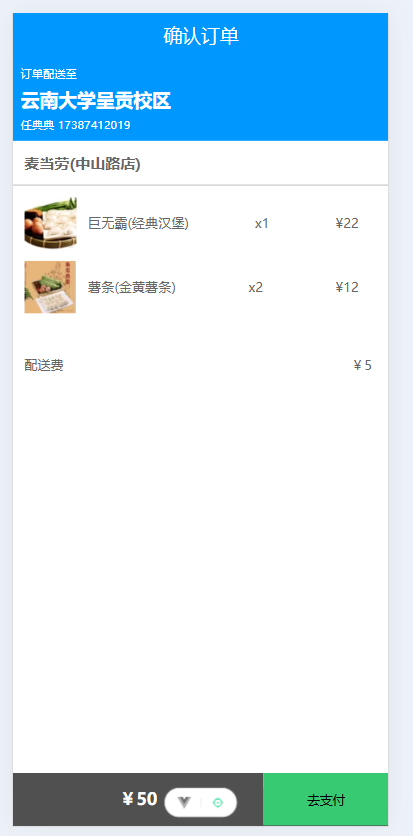 确认订单
订单配送至
云南大学呈贡校区
任典典 17387412019
麦当劳(中山路店)
巨无霸(经典汉堡) x1 ¥22
薯条(金黄薯条) x2 ¥12
配送费 ¥ 5
¥ 50 去支付